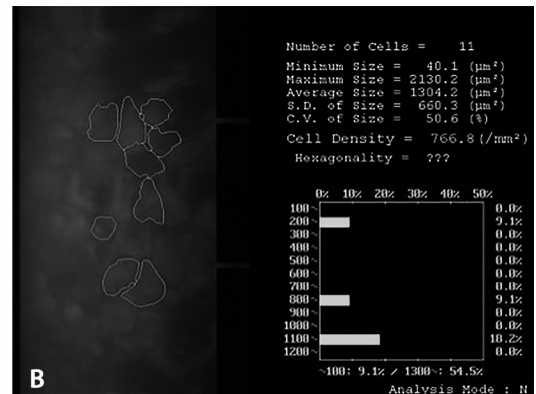 Number of Cells = 11
Minimum Size = 40.1 (µm²)
Maximum Size = 2130.2 (µm²)
Average Size = 1304.2 (µm²)
S.D. of Size = 660.3 (µm²)
C.V. of Size = 50.6 (%)
Cell Density = 766.8(/mm²)
Hexagonality = ???
0% 10% 20% 30% 40% 50%
100~ 0.0%
200~ 9.1%
300~ 0.0%
400~ 0.0%
500~ 0.0%
600~ 0.0%
700~ 0.0%
800~ 9.1%
900~ 0.0%
1000~ 0.0%
1100~ 18.2%
1200~ 0.0%
~100: 9.1% / 1300~: 54.5%
B
Analysis Mode : N